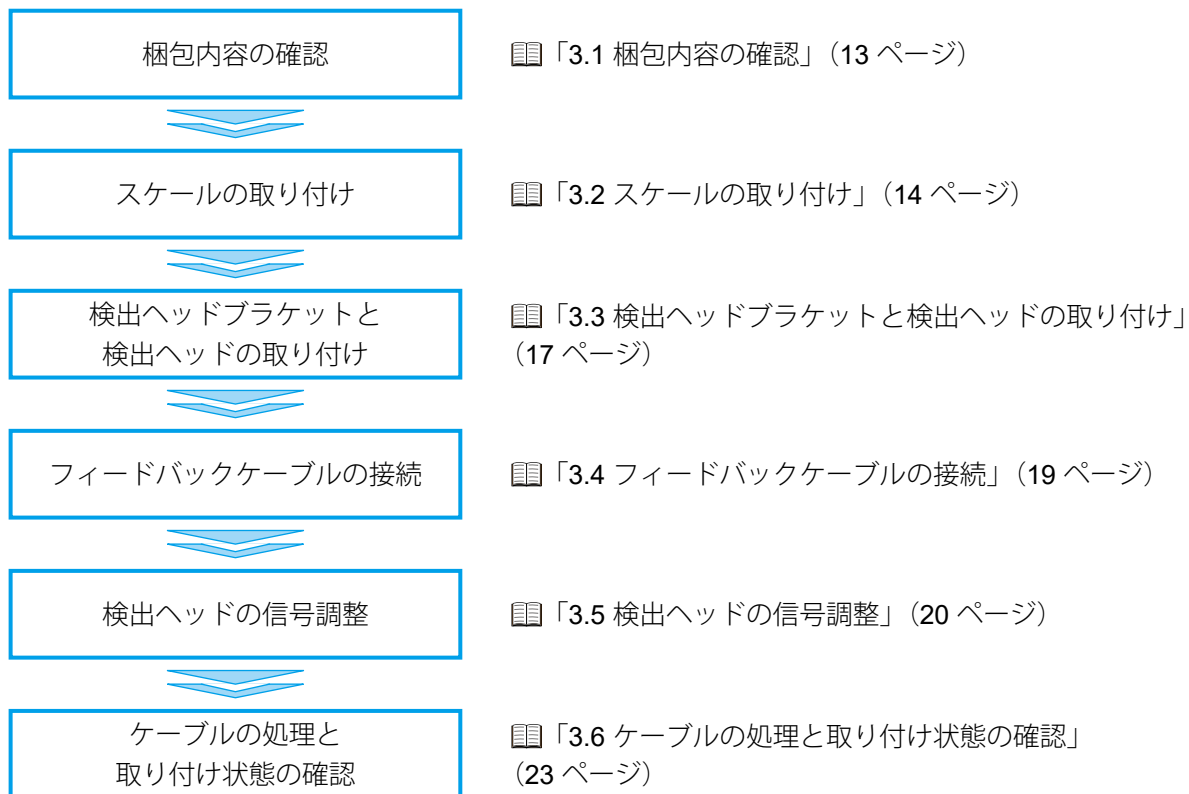 梱包内容の確認
「3.1 梱包内容の確認」（13 ページ）
スケールの取り付け
「3.2 スケールの取り付け」（14 ページ）
検出ヘッドブラケットと
検出ヘッドの取り付け
「3.3 検出ヘッドブラケットと検出ヘッドの取り付け」
（17 ページ）
フィードバックケーブルの接続
「3.4 フィードバックケーブルの接続」（19 ページ）
検出ヘッドの信号調整
「3.5 検出ヘッドの信号調整」（20 ページ）
ケーブルの処理と
取り付け状態の確認
「3.6 ケーブルの処理と取り付け状態の確認」
（23 ページ）